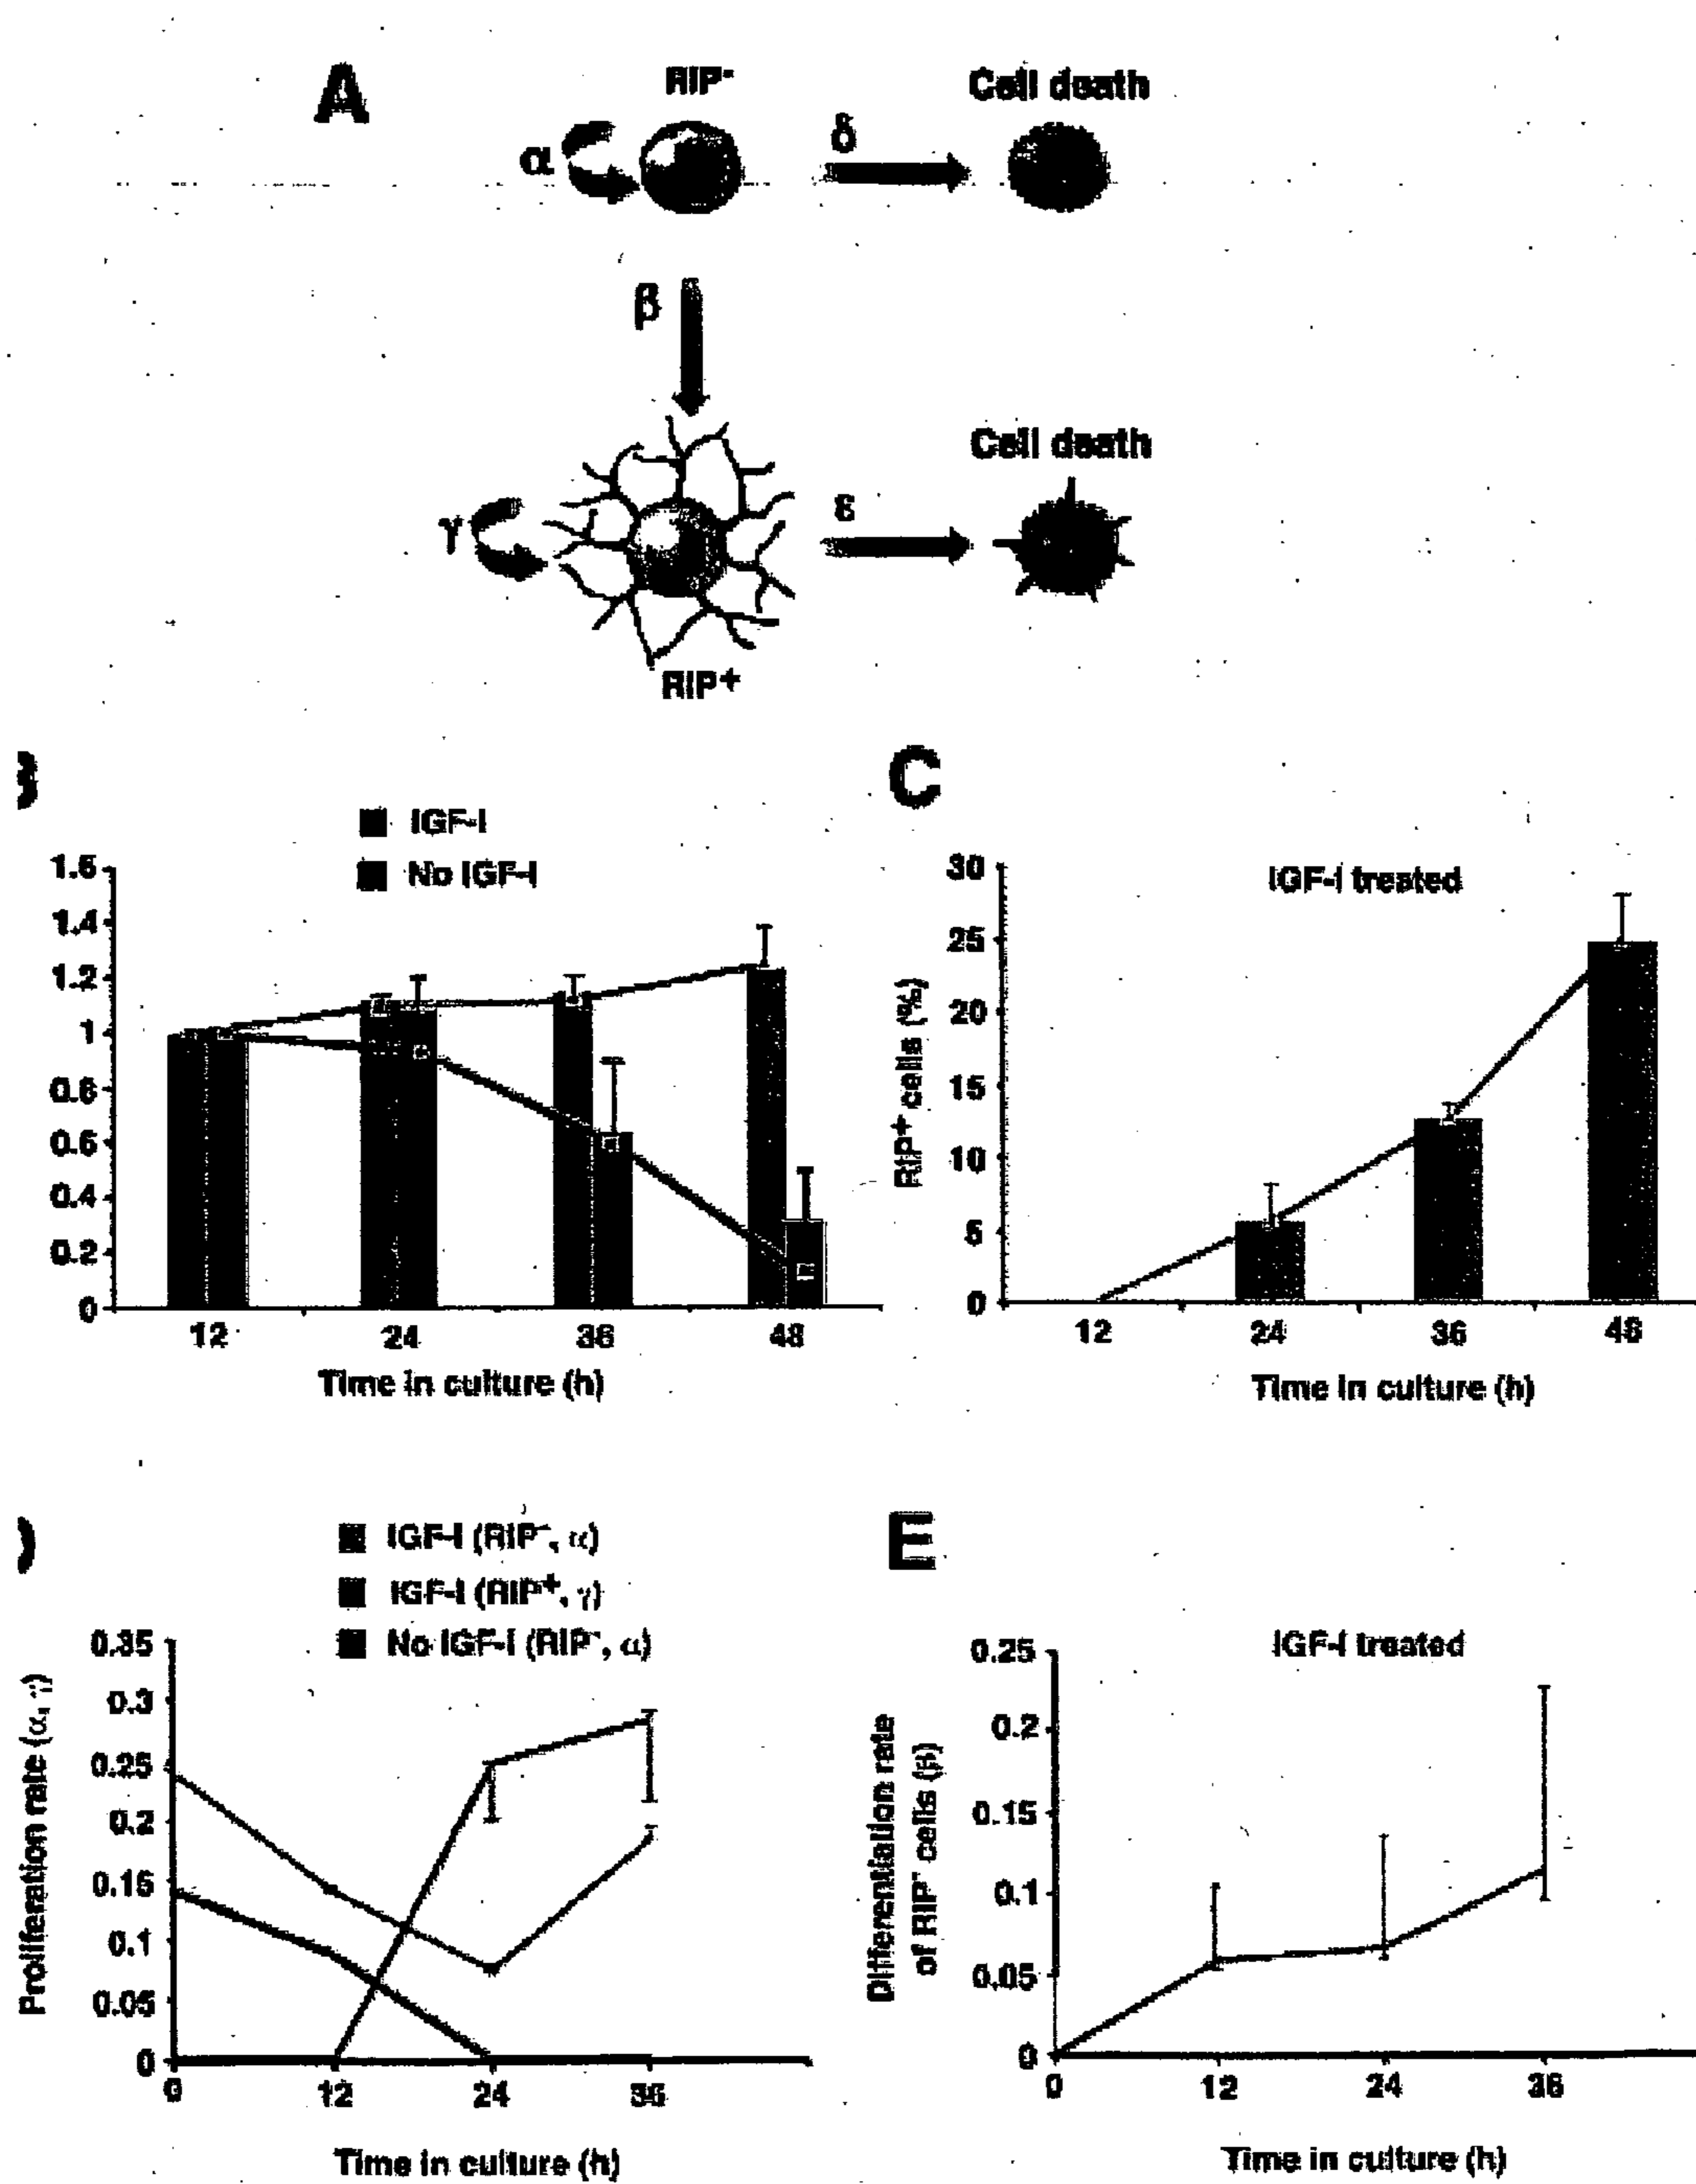 A
RIP-
Cell death
α
δ
β
Cell death
γ
ε
RIP+
C
IGF-I
No IGF-I
1.6
1.4
1.2
1
0.8
0.6
0.4
0.2
0
12
24
36
48
Time in culture (h)
IGF-I treated
30
25
20
15
10
5
0
RIP+ cells (%)
12
24
36
48
Time in culture (h)
IGF-I (RIP-, α)
IGF-I (RIP+, γ)
No IGF-I (RIP-, α)
0.35
0.3
0.25
0.2
0.15
0.1
0.05
0
Proliferation rate (α, γ)
0
12
24
36
Time in culture (h)
E
IGF-I treated
0.25
0.2
0.15
0.1
0.05
0
Differentiation rate
of RIP- cells (β)
0
12
24
36
Time in culture (h)